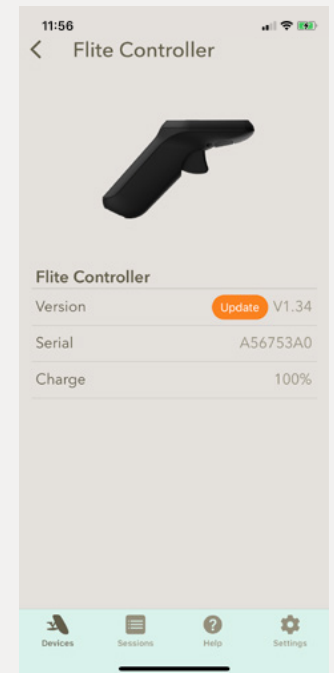 11:56
Flite Controller
Flite Controller
Version Update V1.34
Serial A56753A0
Charge 100%
Devices Sessions Help Settings